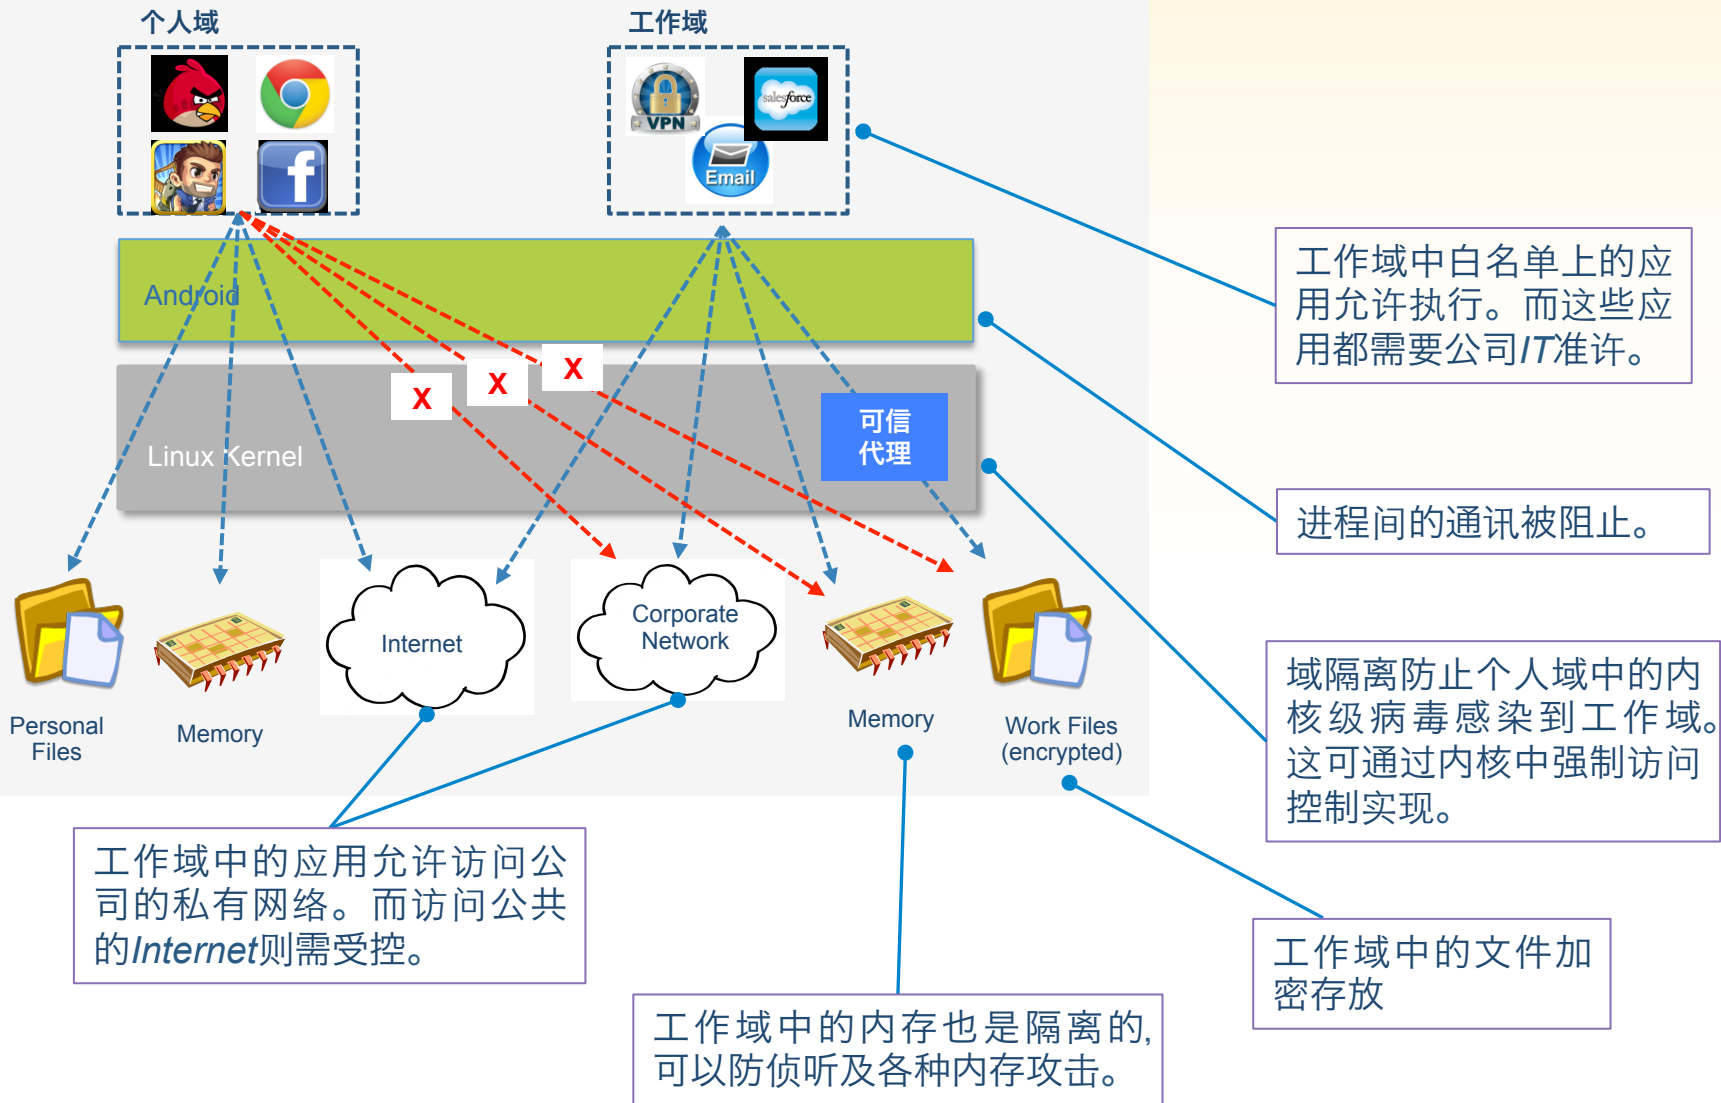 个人域
工作域
VPN
salesforce
Email
Android
X
X
X
Linux Kernel
可信
代理
Internet
Corporate
Network
Personal
Files
Memory
Memory
Work Files
(encrypted)
工作域中白名单上的应
用允许执行。而这些应
用都需要公司IT准许。
进程间的通讯被阻止。
域隔离防止个人域中的内
核级病毒感染到工作域。
这可通过内核中强制访问
控制实现。
工作域中的应用允许访问公
司的私有网络。而访问公共
的Internet则需受控。
工作域中的文件加
密存放
工作域中的内存也是隔离的,
可以防侦听及各种内存攻击。